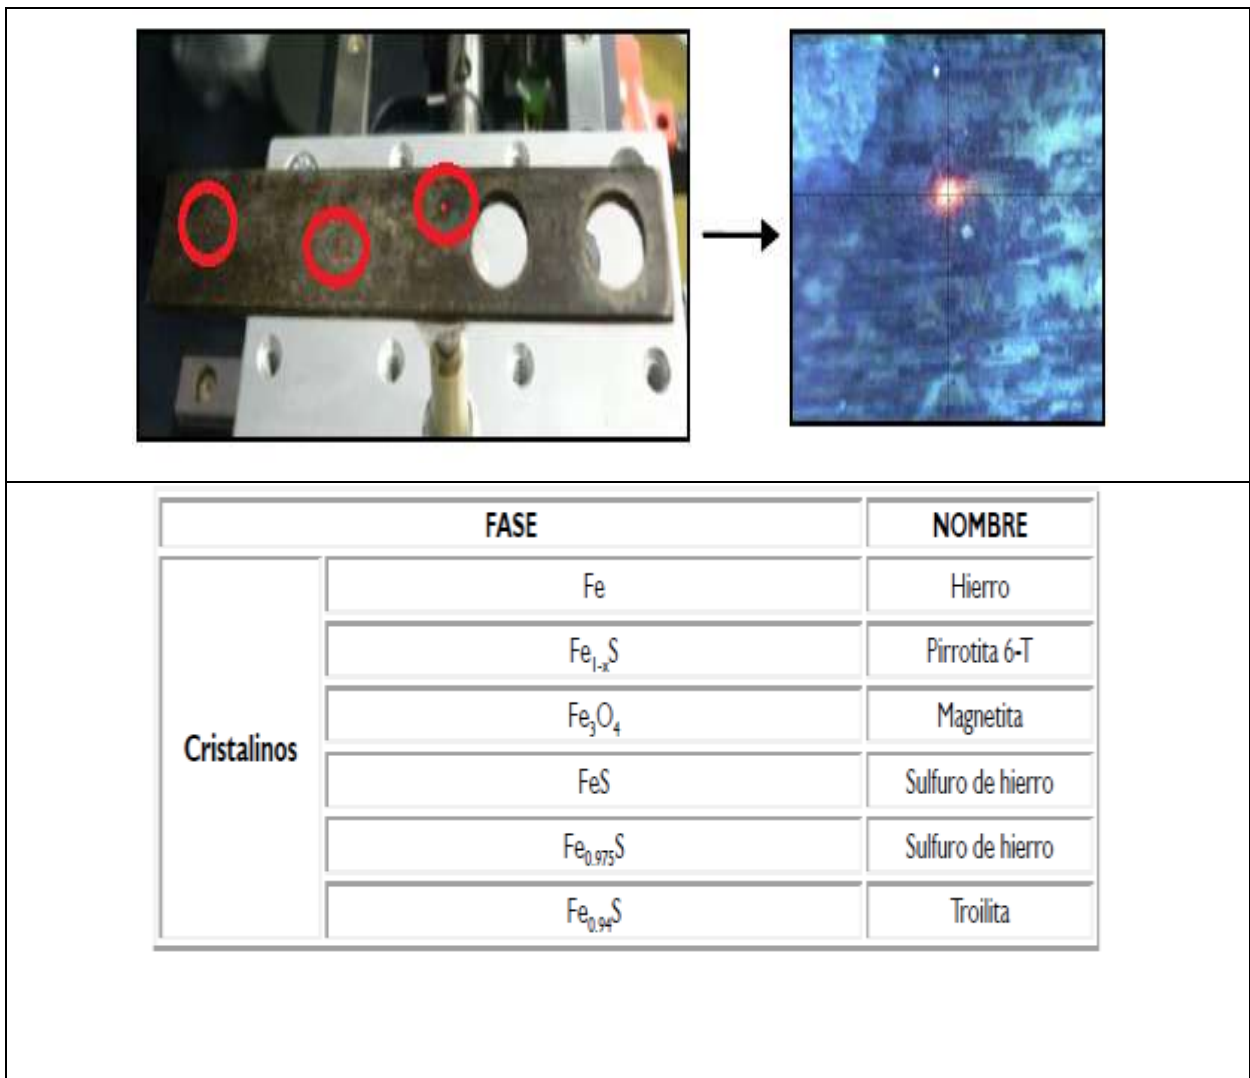 FASE NOMBRE
Cristalinos
Fe Hierro
Fe₁₋ₓS Pirrotita 6-T
Fe₃O₄ Magnetita
FeS Sulfuro de hierro
Fe₀.₉₇₅S Sulfuro de hierro
Fe₀.₉₄S Troilita